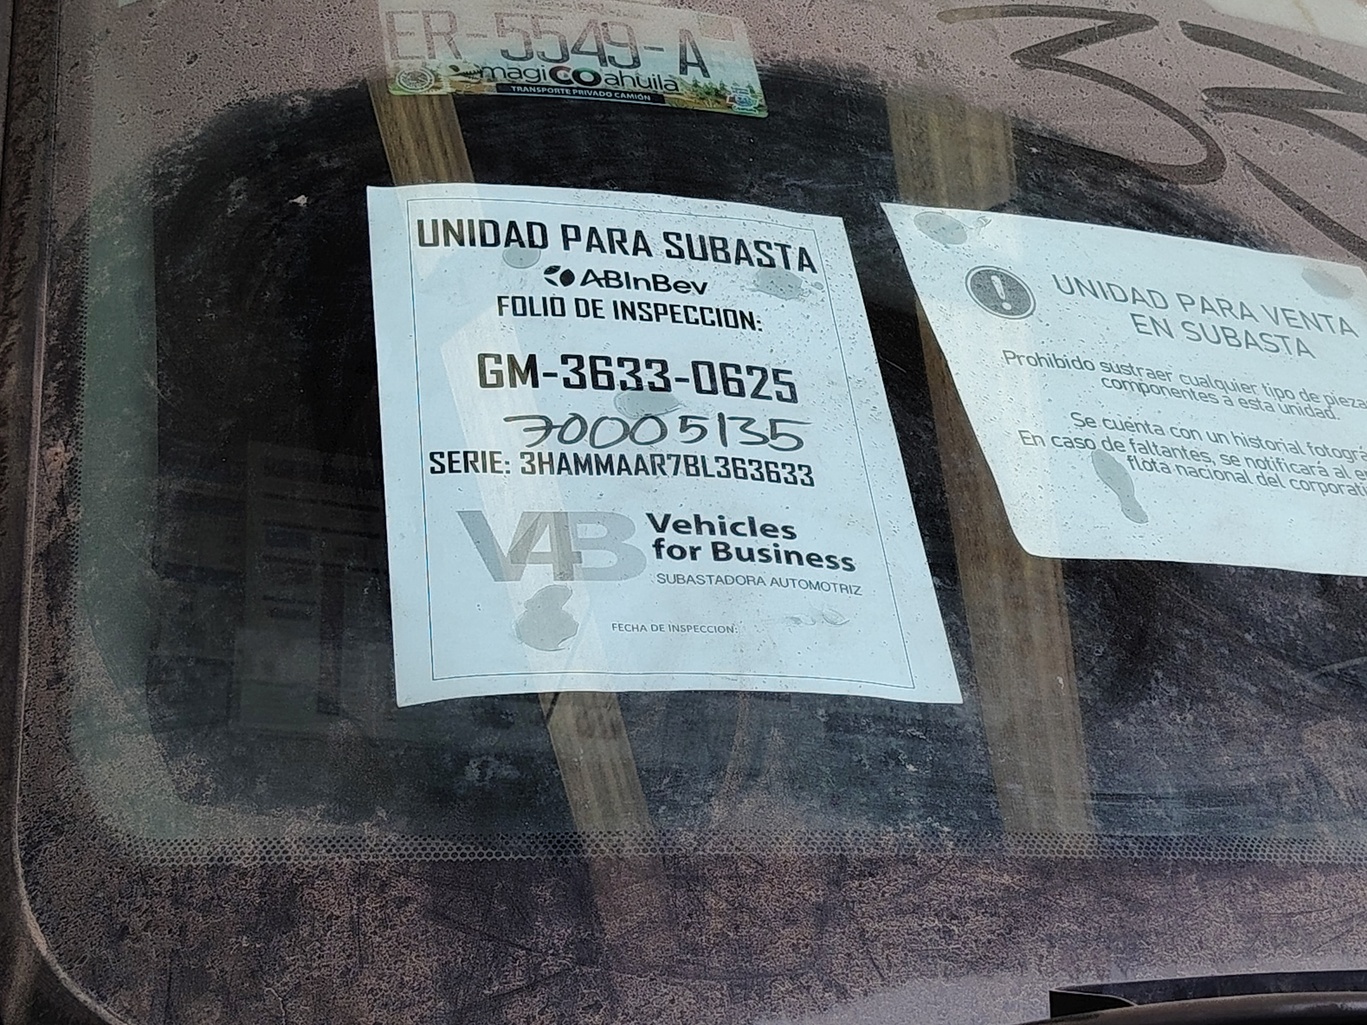 ER-5549-A
magiCOahuila
TRANSPORTE PRIVADO CAMIÓN
33
UNIDAD PARA SUBASTA
ABInBev
FOLIO DE INSPECCION:
GM-3633-0625
70005135
SERIE: 3HAMMAAR7BL363633
V4B
Vehicles
for Business
SUBASTADORA AUTOMOTRIZ
FECHA DE INSPECCION:
!
UNIDAD PARA VENTA
EN SUBASTA
Prohibido sustraer cualquier tipo de pieza
componentes a esta unidad.
Se cuenta con un historial
En caso de faltantes, se notificará al
flota nacional del